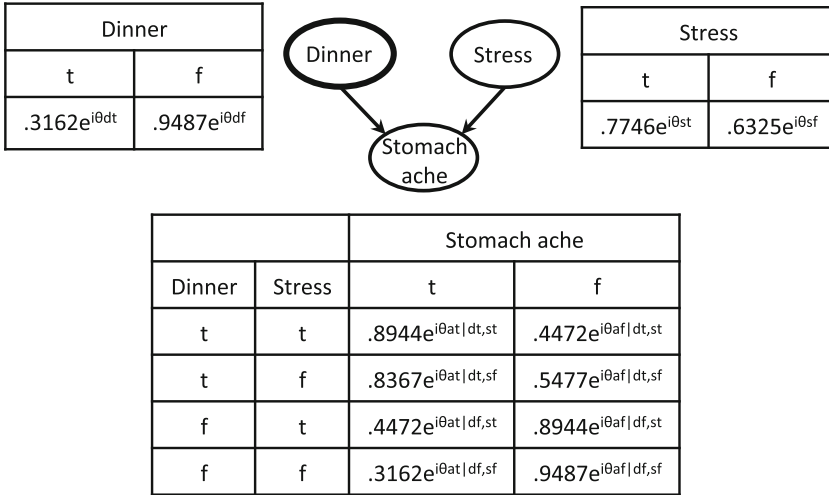 Dinner
t f
.3162e^iθdt .9487e^iθdf
Dinner
Stress
Stomach
ache
Stress
t f
.7746e^iθst .6325e^iθsf
Stomach ache
Dinner Stress t f
t t .8944e^iθat|dt,st .4472e^iθaf|dt,st
t f .8367e^iθat|dt,sf .5477e^iθaf|dt,sf
f t .4472e^iθat|df,st .8944e^iθaf|df,st
f f .3162e^iθat|df,sf .9487e^iθaf|df,sf